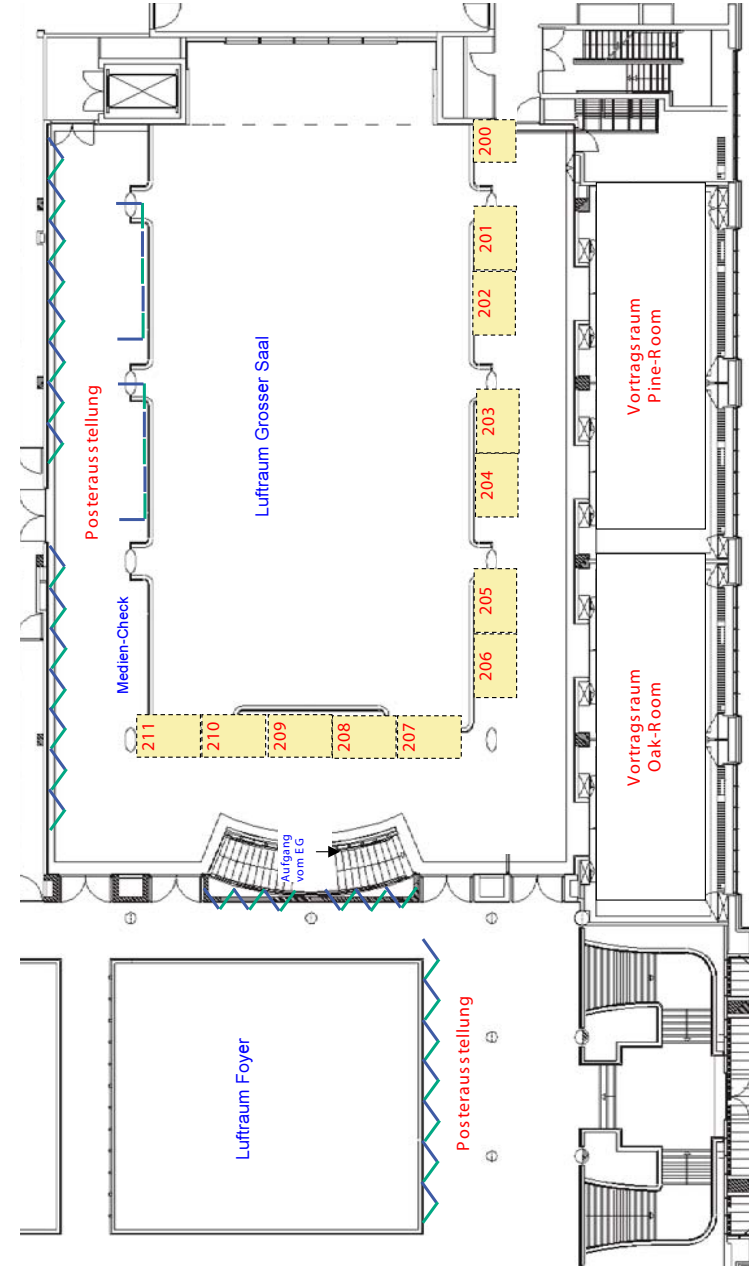 200
201
202
203
204
205
206
207
208
209
210
211
Luftraum Grosser Saal
Posterausstellung
Medien-Check
Vortragsraum
Pine-Room
Vortragsraum
Oak-Room
Aufgang
vom EG
Luftraum Foyer
Posterausstellung